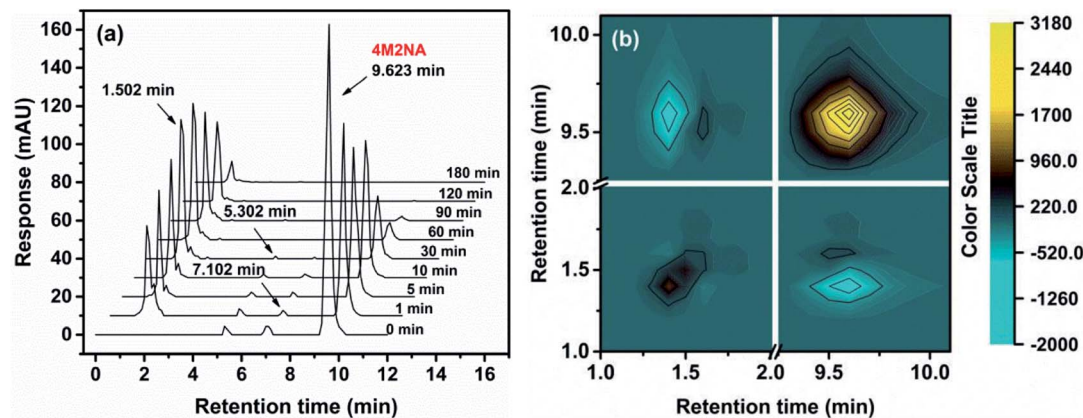 (a)
4M2NA
9.623 min
1.502 min
5.302 min
7.102 min
180 min
120 min
90 min
60 min
30 min
10 min
5 min
1 min
0 min
Response (mAU)
160
140
120
100
80
60
40
20
0
0 2 4 6 8 10 12 14 16
Retention time (min)
(b)
Retention time (min)
10.0
9.5
2.0
2.0
1.5
1.0
1.0 1.5 2.0 9.5 10.0
Retention time (min)
Color Scale Title
3180
2440
1700
960.0
220.0
-520.0
-1260
-2000